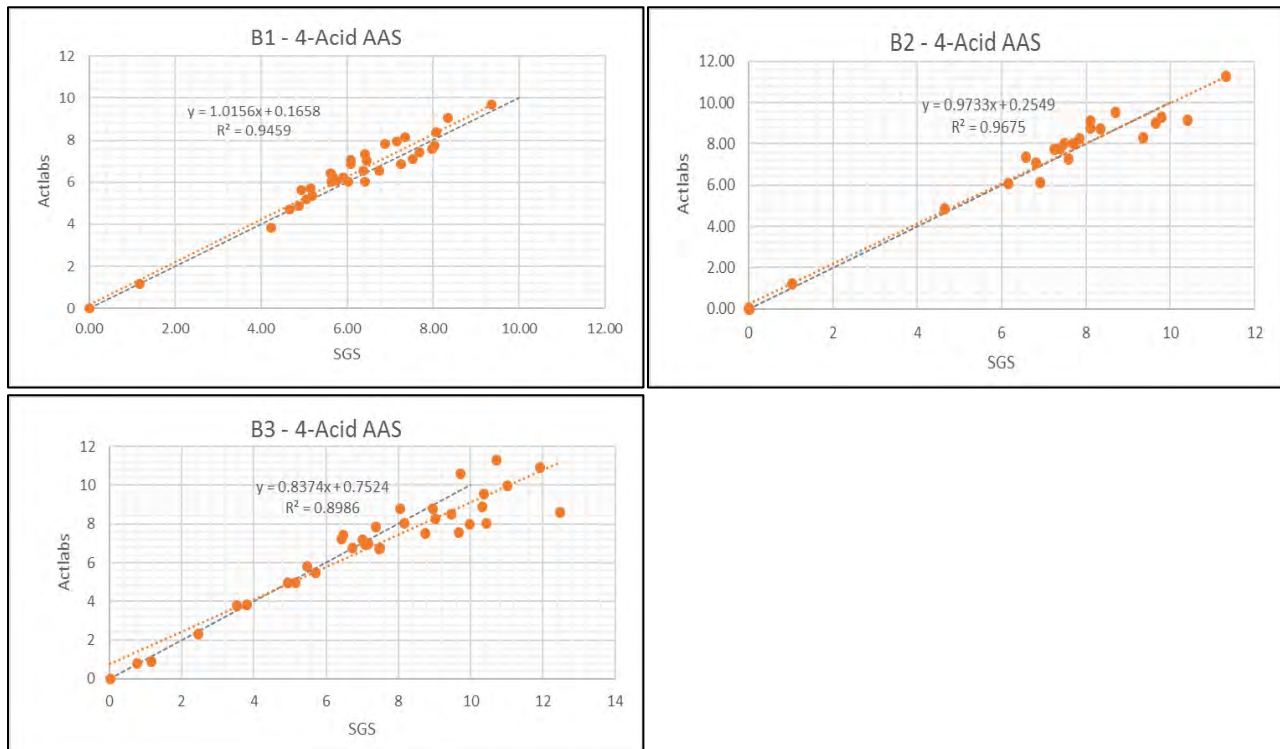 B1 - 4-Acid AAS
12
10
8
6
4
2
0
0.00 2.00 4.00 6.00 8.00 10.00 12.00
y = 1.0156x + 0.1658
R² = 0.9459
Actlabs
SGS
B2 - 4-Acid AAS
12.00
10.00
8.00
6.00
4.00
2.00
0.00
0 2 4 6 8 10 12
y = 0.9733x + 0.2549
R² = 0.9675
Actlabs
SGS
B3 - 4-Acid AAS
12
10
8
6
4
2
0
0 2 4 6 8 10 12 14
y = 0.8374x + 0.7524
R² = 0.8986
Actlabs
SGS